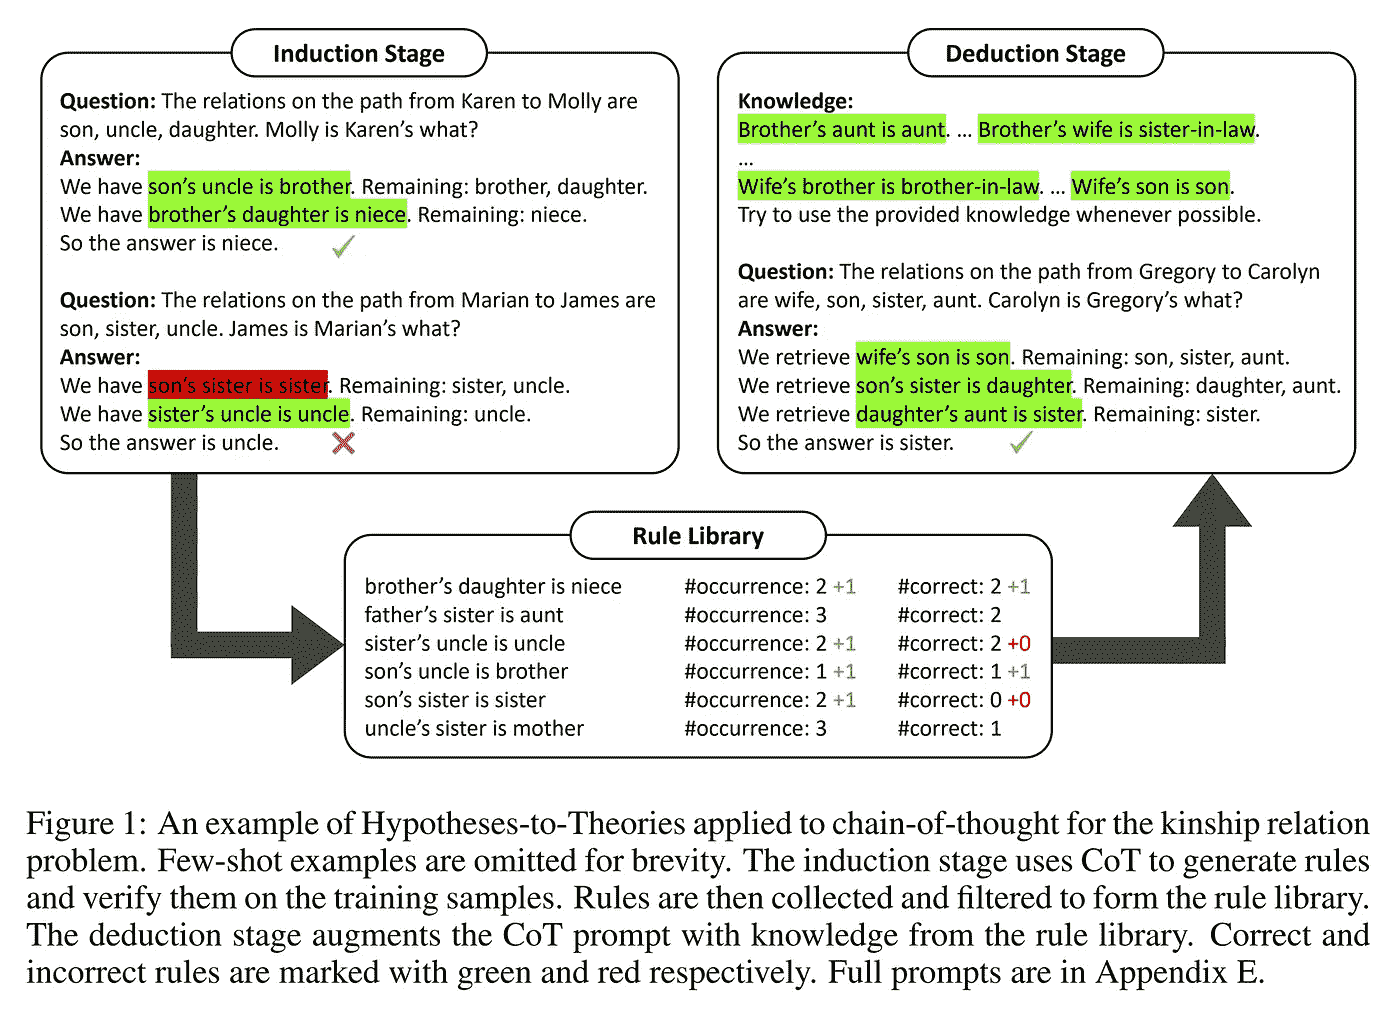 Induction Stage
Question: The relations on the path from Karen to Molly are
son, uncle, daughter. Molly is Karen's what?
Answer:
We have son's uncle is brother. Remaining: brother, daughter.
We have brother's daughter is niece. Remaining: niece.
So the answer is niece.
Question: The relations on the path from Marian to James are
son, sister, uncle. James is Marian's what?
Answer:
We have son's sister is sister. Remaining: sister, uncle.
We have sister's uncle is uncle. Remaining: uncle.
So the answer is uncle.
Deduction Stage
Knowledge:
Brother's aunt is aunt. ... Brother's wife is sister-in-law.
...
Wife's brother is brother-in-law. ... Wife's son is son.
Try to use the provided knowledge whenever possible.
Question: The relations on the path from Gregory to Carolyn
are wife, son, sister, aunt. Carolyn is Gregory's what?
Answer:
We retrieve wife's son is son. Remaining: son, sister, aunt.
We retrieve son's sister is daughter. Remaining: daughter, aunt.
We retrieve daughter's aunt is sister. Remaining: sister.
So the answer is sister.
Rule Library
brother's daughter is niece #occurrence: 2 +1 #correct: 2 +1
father's sister is aunt #occurrence: 3 #correct: 2
sister's uncle is uncle #occurrence: 2 +1 #correct: 2 +0
son's uncle is brother #occurrence: 1 +1 #correct: 1 +1
son's sister is sister #occurrence: 2 +1 #correct: 0 +0
uncle's sister is mother #occurrence: 3 #correct: 1
Figure 1: An example of Hypotheses-to-Theories applied to chain-of-thought for the kinship relation
problem. Few-shot examples are omitted for brevity. The induction stage uses CoT to generate rules
and verify them on the training samples. Rules are then collected and filtered to form the rule library.
The deduction stage augments the CoT prompt with knowledge from the rule library. Correct and
incorrect rules are marked with green and red respectively. Full prompts are in Appendix E.